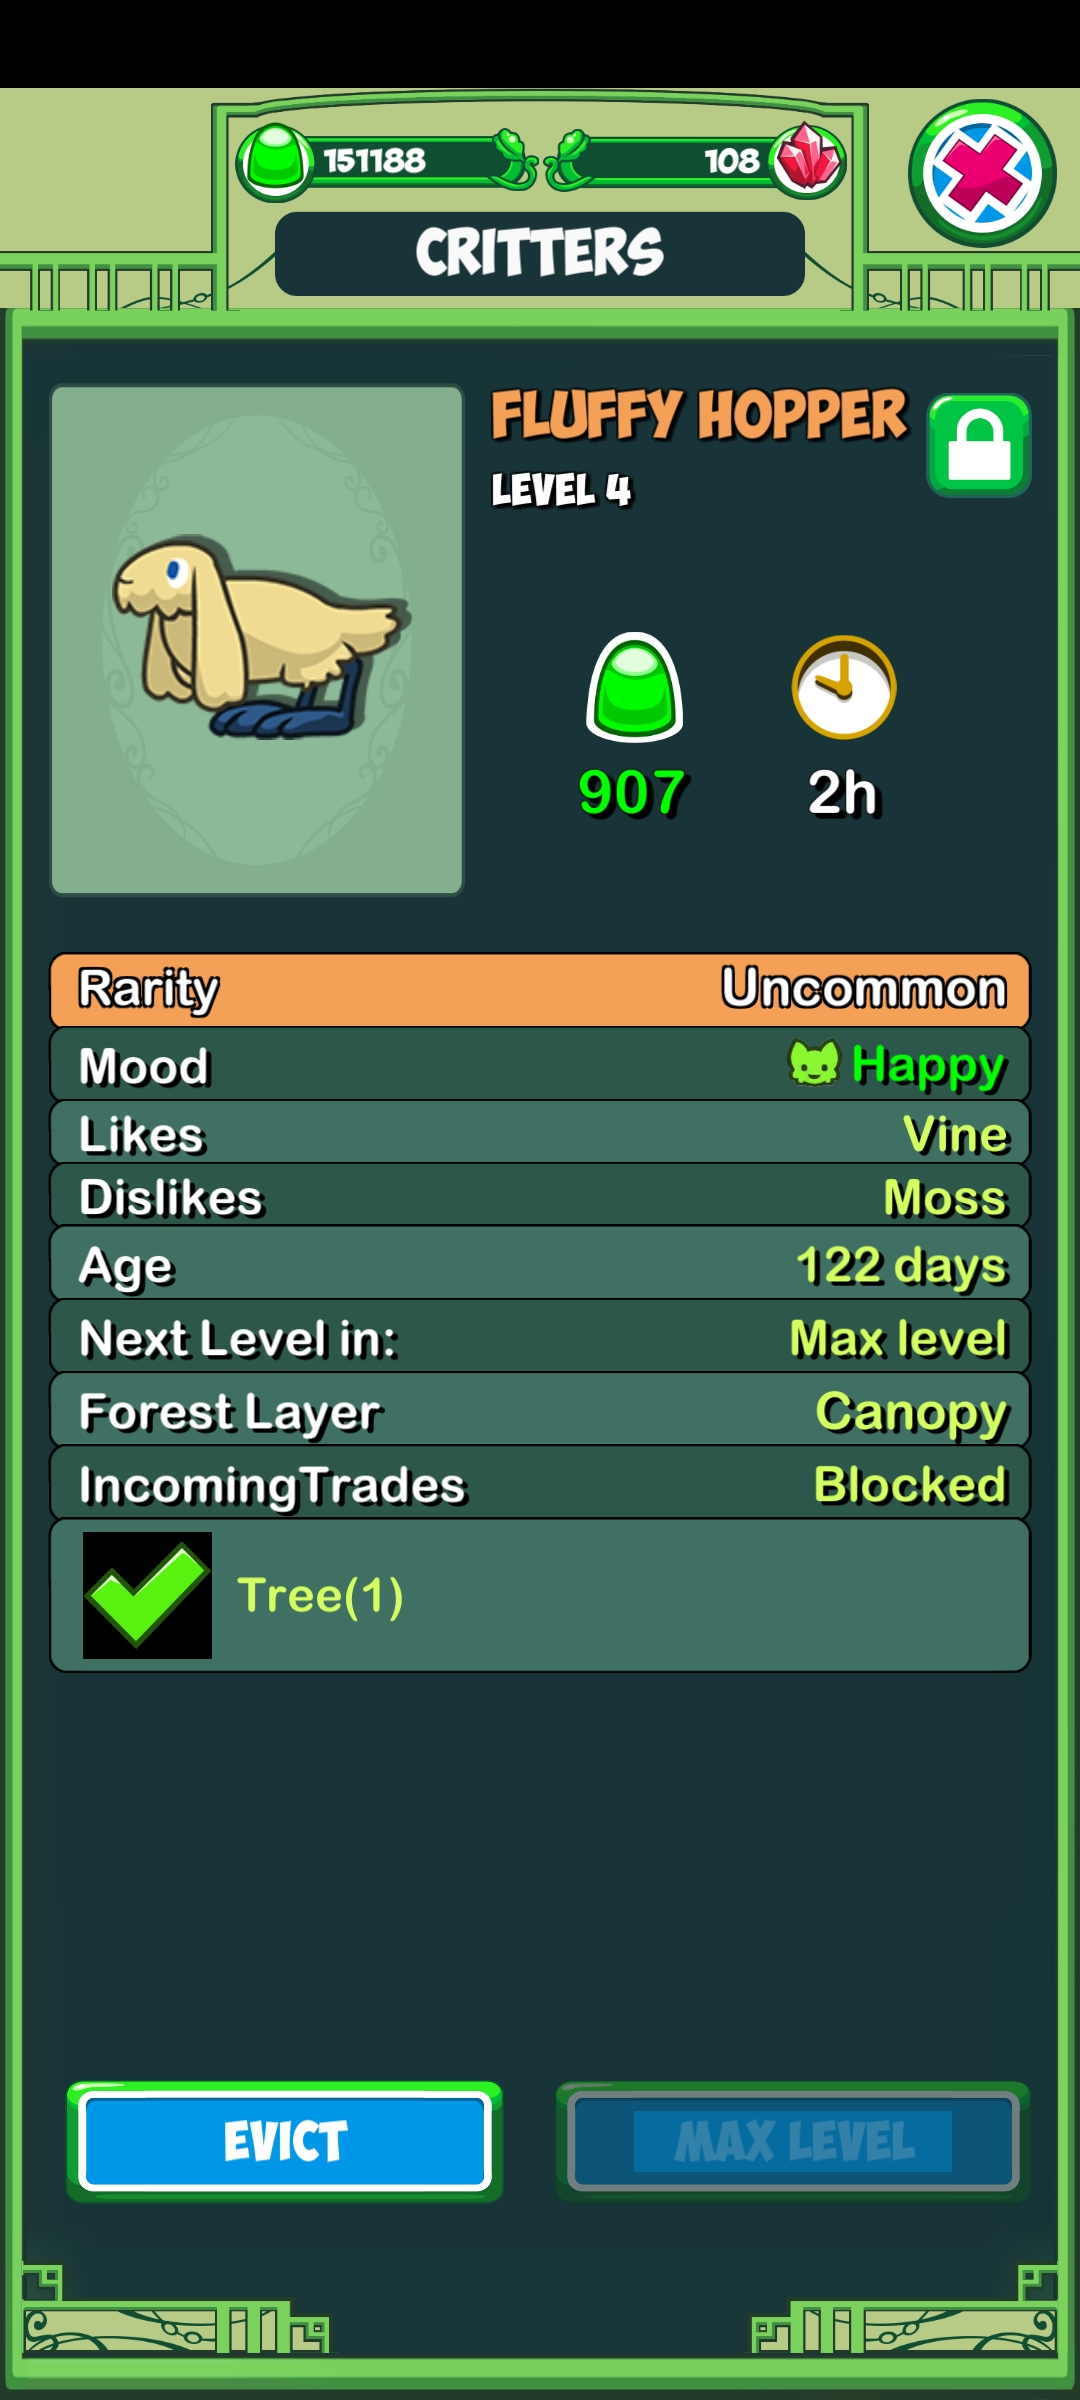 151188 108
CRITTERS
FLUFFY HOPPER
LEVEL 4
907 2h
Rarity Uncommon
Mood Happy
Likes Vine
Dislikes Moss
Age 122 days
Next Level in: Max level
Forest Layer Canopy
IncomingTrades Blocked
Tree(1)
EVICT MAX LEVEL